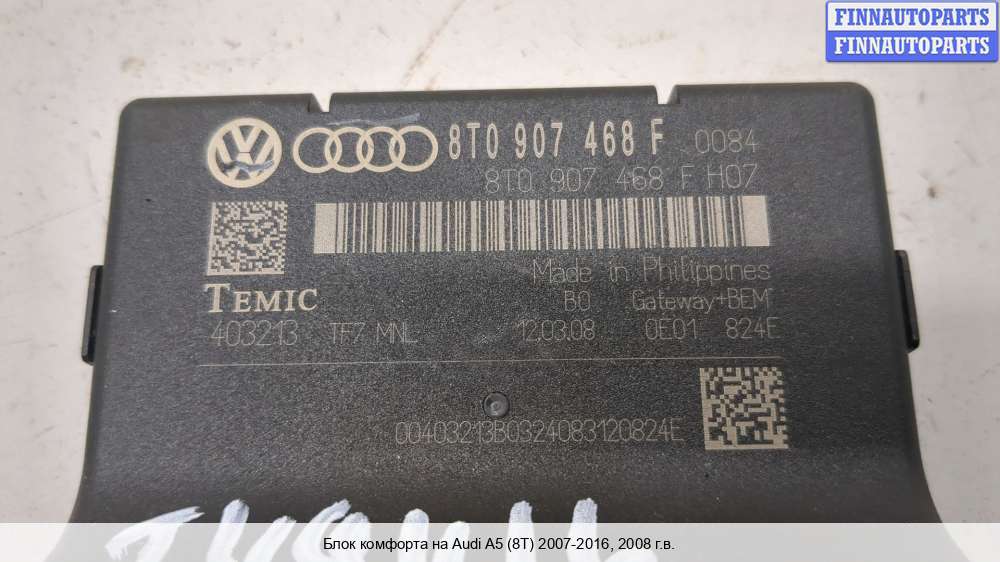 FINNAUTOPARTS
FINNAUTOPARTS
8T0 907 468 F 0084
8T0 907 468 F H07
Made in Philippines
TEMIC B0 Gateway+BEM
403213 TF7 MNL 12.03.08 0E01 824E
00403213B0324083120824E
Блок комфорта на Audi A5 (8T) 2007-2016, 2008 г.в.